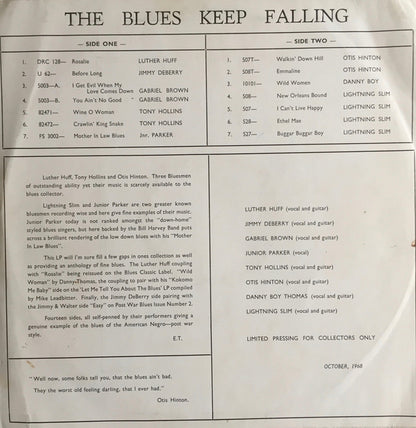 THE BLUES KEEP FALLING
SIDE ONE
1. DRC 128— Rosalie LUTHER HUFF
2. U 62— Before Long JIMMY DEBERRY
3. 5003—A. I Get Evil When My
Love Comes Down GABRIEL BROWN
4. 5003—B. You Ain't No Good GABRIEL BROWN
5. 82471— Wine O Woman TONY HOLLINS
6. 82472— Crawlin' King Snake TONY HOLLINS
7. FS 3002— Mother In Law Blues Jnr. PARKER
SIDE TWO
1. 507T— Walkin' Down Hill OTIS HINTON
2. 508T— Emmaline OTIS HINTON
3. 10101— Wild Women DANNY BOY
4. 508— New Orleans Bound LIGHTNING SLIM
5. 507— I Can't Live Happy LIGHTNING SLIM
6. 528— Ethel Mae LIGHTNING SLIM
7. 527— Buggar Buggar Boy LIGHTNING SLIM
Luther Huff, Tony Hollins and Otis Hinton. Three Bluesmen
of outstanding ability yet their music is scarcely available to the
blues collector.
Lightning Slim and Junior Parker are two greater known
bluesmen recording wise and here give fine examples of their music.
Junior Parker today is not ranked amongst the "down-home"
styled blues singers, but here backed by the Bill Harvey Band puts
across a brilliant rendering of the low down blues with his "Mother
In Law Blues".
This LP will I'm sure fill a few gaps in ones collection as well
as providing an anthology of fine blues. The Luther Huff coupling
with "Rosalie" being reissued on the Blues Classic Label, "Wild
Woman" by Danny Thomas, the coupling to pair with his "Kokomo
Me Baby" side on the 'Let Me Tell You About The Blues' LP compiled
by Mike Leadbitter. Finally, the Jimmy DeBerry side pairing with
the Jimmy & Walter side "Easy" on Post War Blues Issue Number 2.
Fourteen sides, all self-penned by their performers giving a
genuine example of the blues of the American Negro—post war
style.
E.T.
"Well now, some folks tell you, that the blues ain't bad.
They the worst old feeling darling, that I ever had."
Otis Hinton.
LUTHER HUFF (vocal and guitar)
JIMMY DEBERRY (vocal and guitar)
GABRIEL BROWN (vocal and guitar)
JUNIOR PARKER (vocal)
TONY HOLLINS (vocal and guitar)
OTIS HINTON (vocal and guitar)
DANNY BOY THOMAS (vocal and guitar)
LIGHTNING SLIM (vocal and guitar)
LIMITED PRESSING FOR COLLECTORS ONLY
OCTOBER, 1968